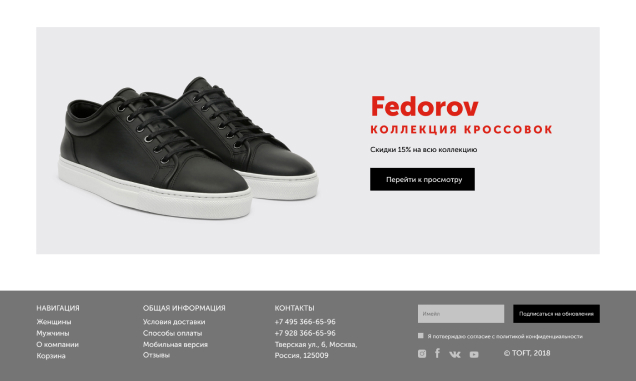 Fedorov
КОЛЛЕКЦИЯ КРОССОВОК
Скидки 15% на всю коллекцию
Перейти к просмотру
НАВИГАЦИЯ
Женщины
Мужчины
О компании
Корзина
ОБЩАЯ ИНФОРМАЦИЯ
Условия доставки
Способы оплаты
Мобильная версия
Отзывы
КОНТАКТЫ
+7 495 366-65-96
+7 928 366-65-96
Тверская ул., 6, Москва,
Россия, 125009
Подписаться на обновления
Я потверждаю согласие с политикой конфиденциальности
© TOFT, 2018